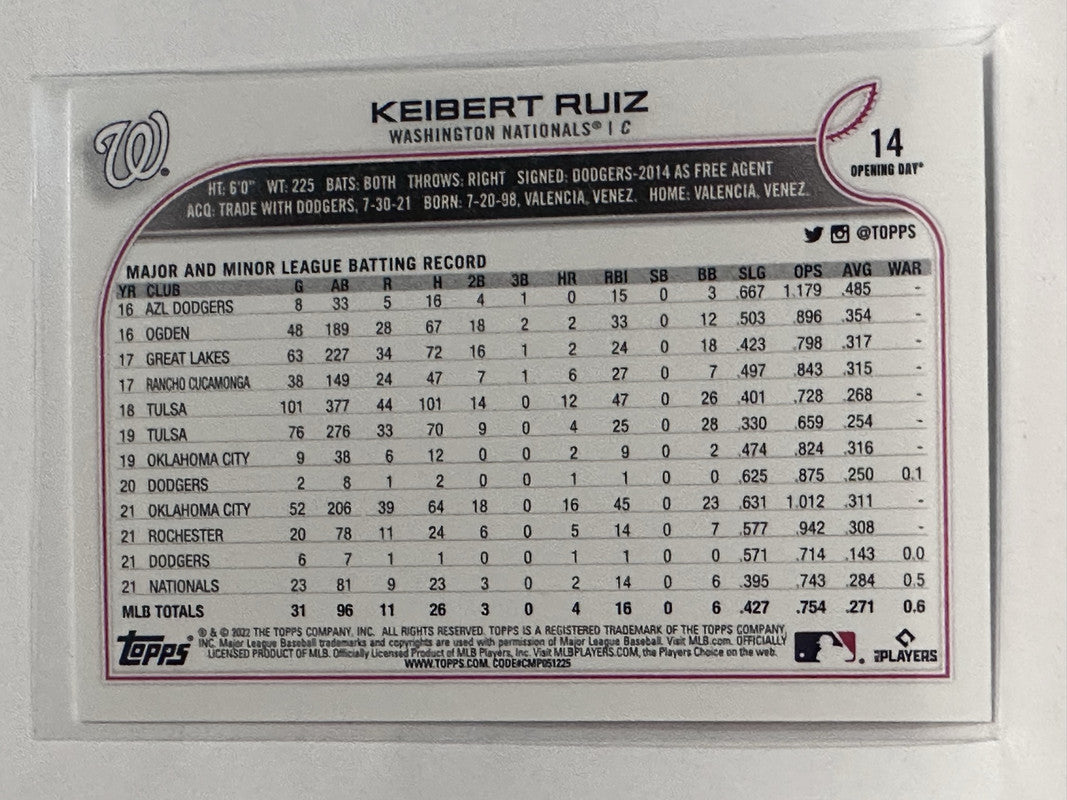 KEIBERT RUIZ
WASHINGTON NATIONALS® | C
W®
14
OPENING DAY®
HT: 6'0" WT: 225 BATS: BOTH THROWS: RIGHT SIGNED: DODGERS-2014 AS FREE AGENT
ACQ: TRADE WITH DODGERS, 7-30-21 BORN: 7-20-98, VALENCIA, VENEZ. HOME: VALENCIA, VENEZ.
@TOPPS
MAJOR AND MINOR LEAGUE BATTING RECORD
YR CLUB G AB R H 2B 3B HR RBI SB BB SLG OPS AVG WAR
16 AZL DODGERS 8 33 5 16 4 1 0 15 0 3 .667 1.179 .485 -
16 OGDEN 48 189 28 67 18 2 2 33 0 12 .503 .896 .354 -
17 GREAT LAKES 63 227 34 72 16 1 2 24 0 18 .423 .798 .317 -
17 RANCHO CUCAMONGA 38 149 24 47 7 1 6 27 0 7 .497 .843 .315 -
18 TULSA 101 377 44 101 14 0 12 47 0 26 .401 .728 .268 -
19 TULSA 76 276 33 70 9 0 4 25 0 28 .330 .659 .254 -
19 OKLAHOMA CITY 9 38 6 12 0 0 2 9 0 2 .474 .824 .316 -
20 DODGERS 2 8 1 2 0 0 1 1 0 0 .625 .875 .250 0.1
21 OKLAHOMA CITY 52 206 39 64 18 0 16 45 0 23 .631 1.012 .311 -
21 ROCHESTER 20 78 11 24 6 0 5 14 0 7 .577 .942 .308 -
21 DODGERS 6 7 1 1 0 0 1 1 0 0 .571 .714 .143 0.0
21 NATIONALS 23 81 9 23 3 0 2 14 0 6 .395 .743 .284 0.5
MLB TOTALS 31 96 11 26 3 0 4 16 0 6 .427 .754 .271 0.6
Topps®
® & © 2022 THE TOPPS COMPANY, INC. ALL RIGHTS RESERVED. TOPPS IS A REGISTERED TRADEMARK OF THE TOPPS COMPANY,
INC. Major League Baseball trademarks and copyrights are used with permission of Major League Baseball. Visit MLB.com. OFFICIALLY
LICENSED PRODUCT OF MLB. Officially Licensed Product of MLB Players, Inc. Visit MLBPLAYERS.COM, the Players Choice on the web.
WWW.TOPPS.COM. CODE#CMP051225
PLAYERS